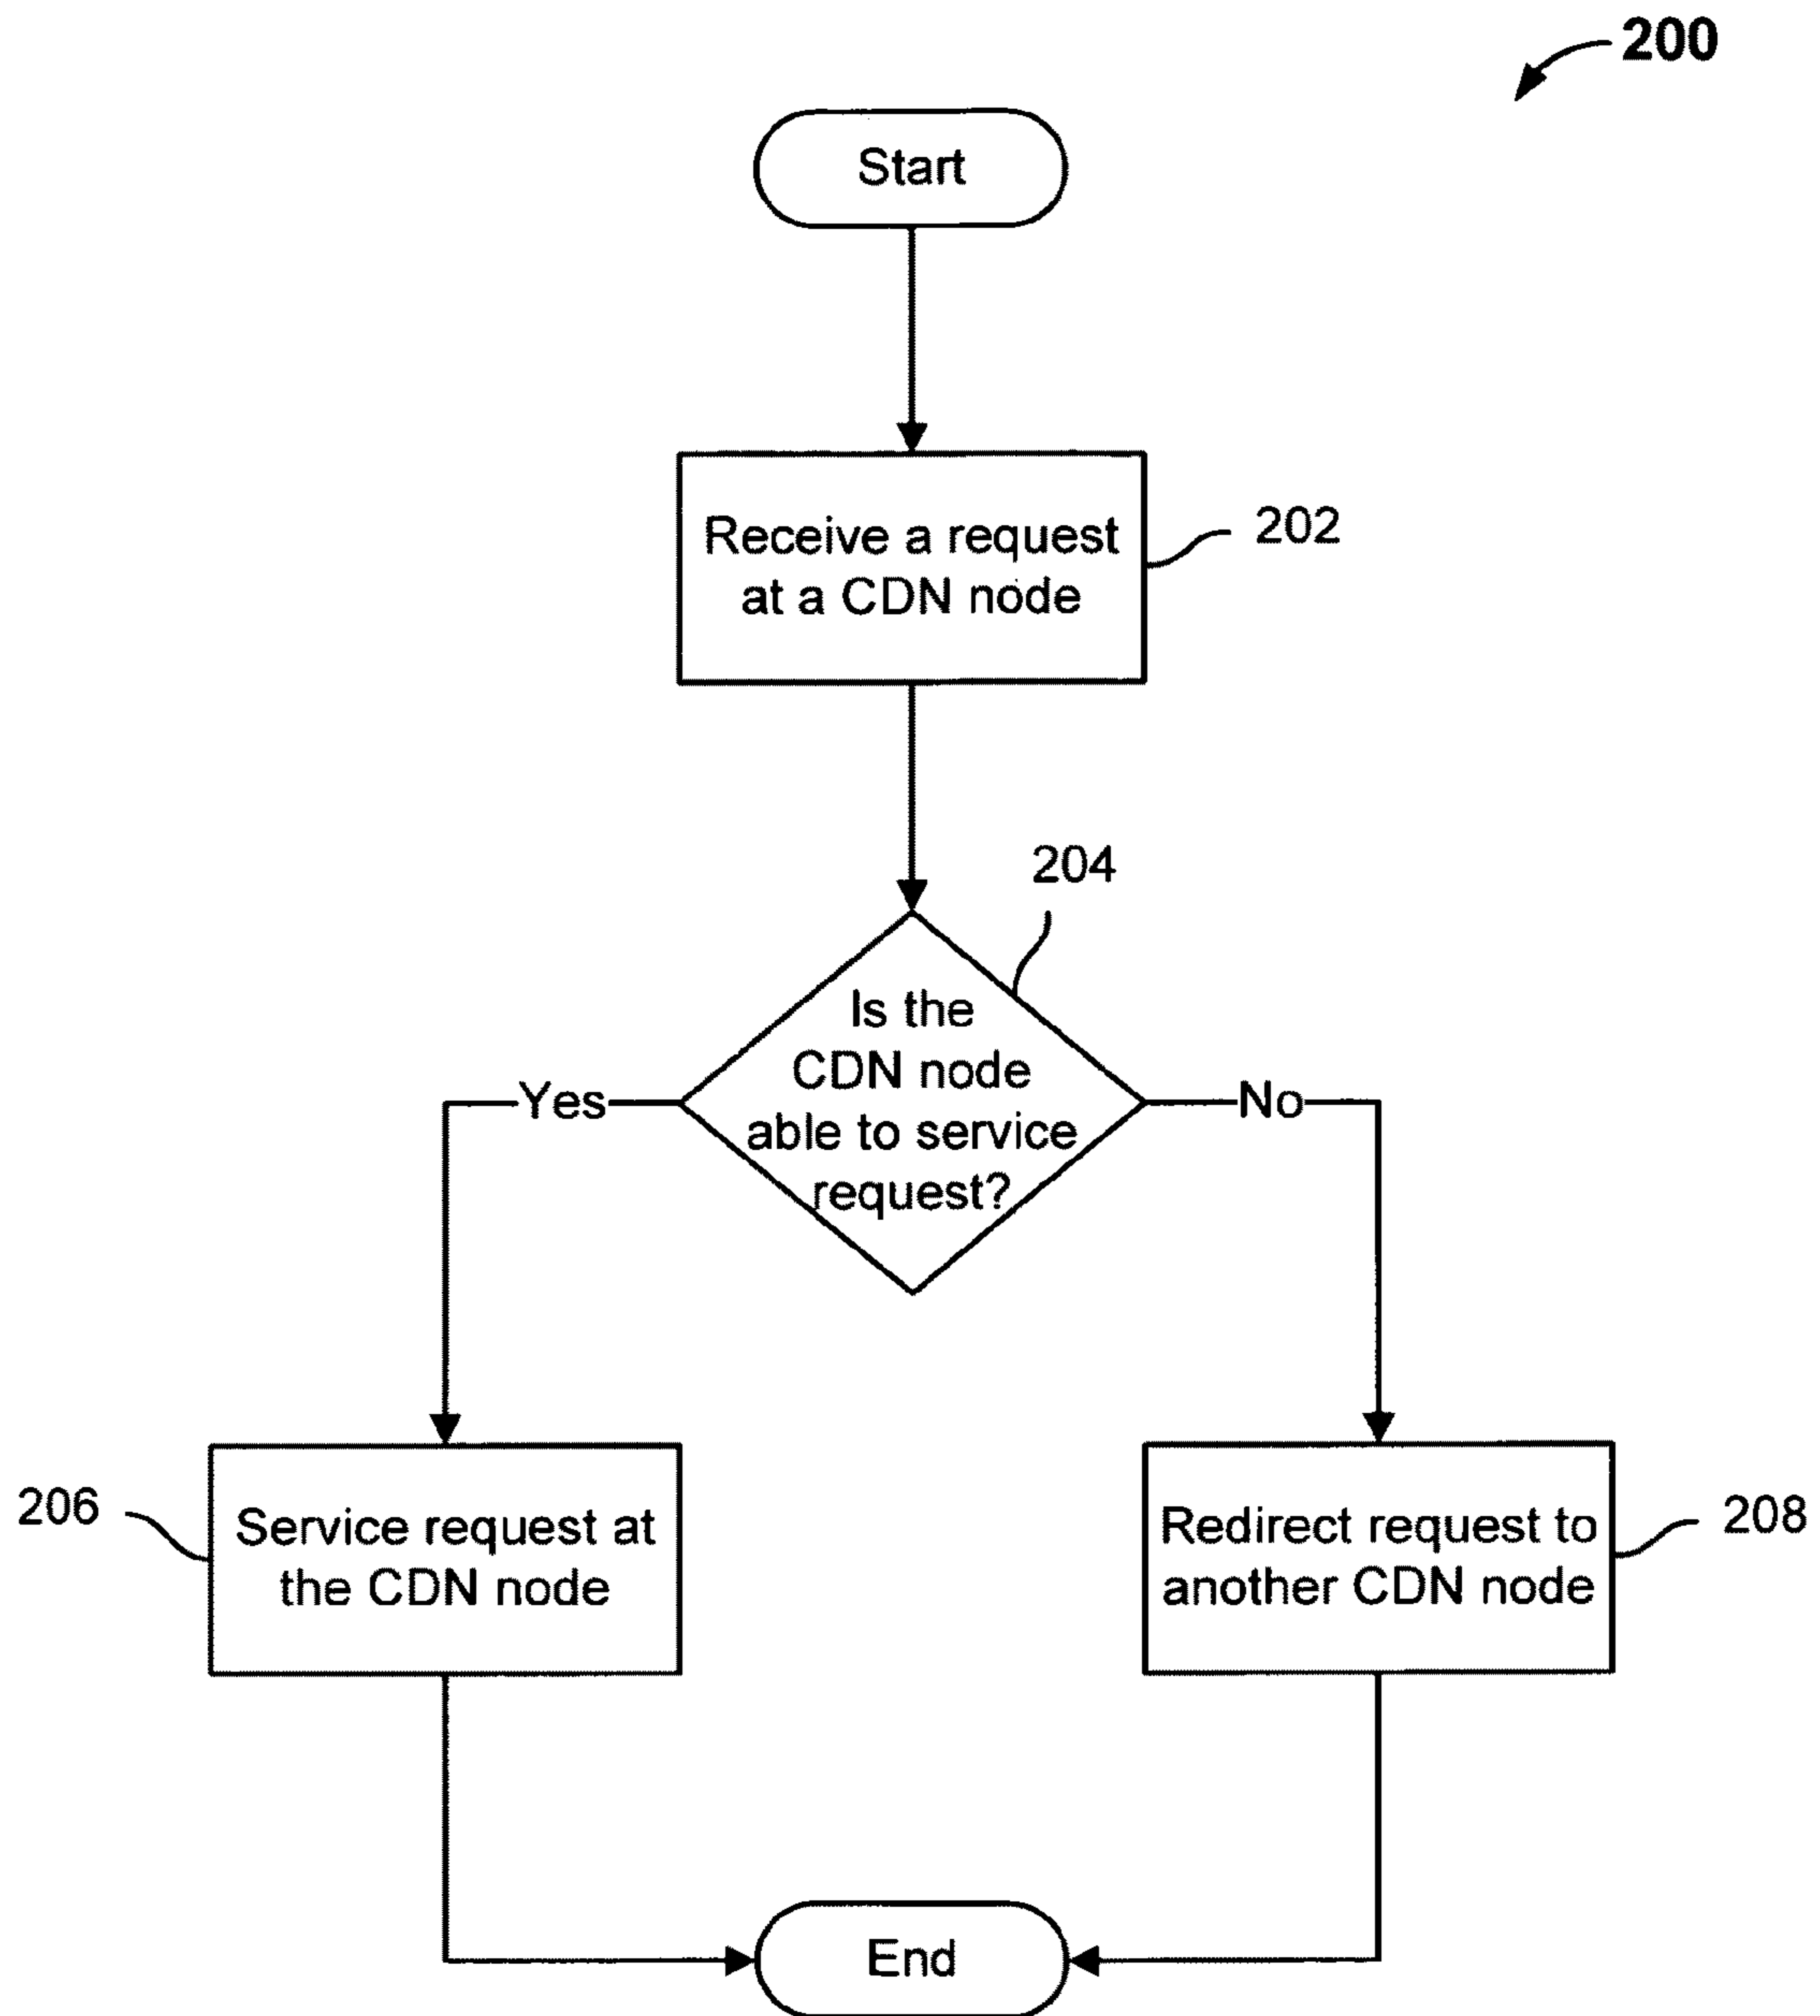 200
Start
Receive a request
at a CDN node
202
204
Is the
CDN node
able to service
request?
Yes
No
206
Service request at
the CDN node
Redirect request to
another CDN node
208
End